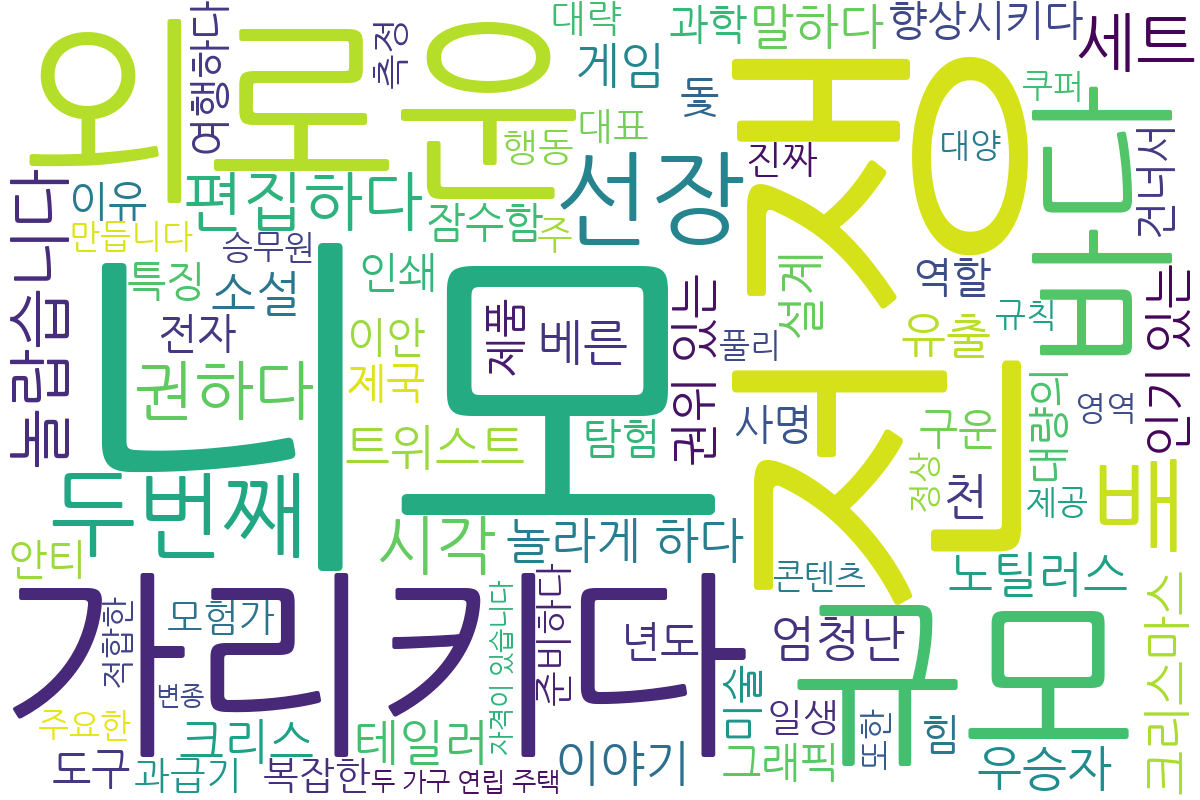 외로운
니모
가리키다
전쟁
신
규모
바다
선장
두번째
편집하다
권하다
놀랍습니다
시각
세트
뜨
놀라게 하다
노틸러스
엄청난
트위스트
테일러
크리스
이야기
우승자
베른
소설
게임
잠수함
말하다
과학
향상시키다
대략
측정
여행하다
돛
쿠퍼
대양
건너서
행동
대표
진짜
주
이유
만듭니다
승무원
특징
인쇄
전자
이안
제국
제품
탐험
권위 있는
설계
풀리
역할
유출
규칙
인기 있는
사명
구운
대량의
영역
정상
천
제공
콘텐츠
안티
적합한
모험가
변종
주요한
도구
과급기
복잡한
두 가구 연립 주택
자격이 있습니다
준비하다
년도
미술
그래픽
일생
또한
힘
크리스마스